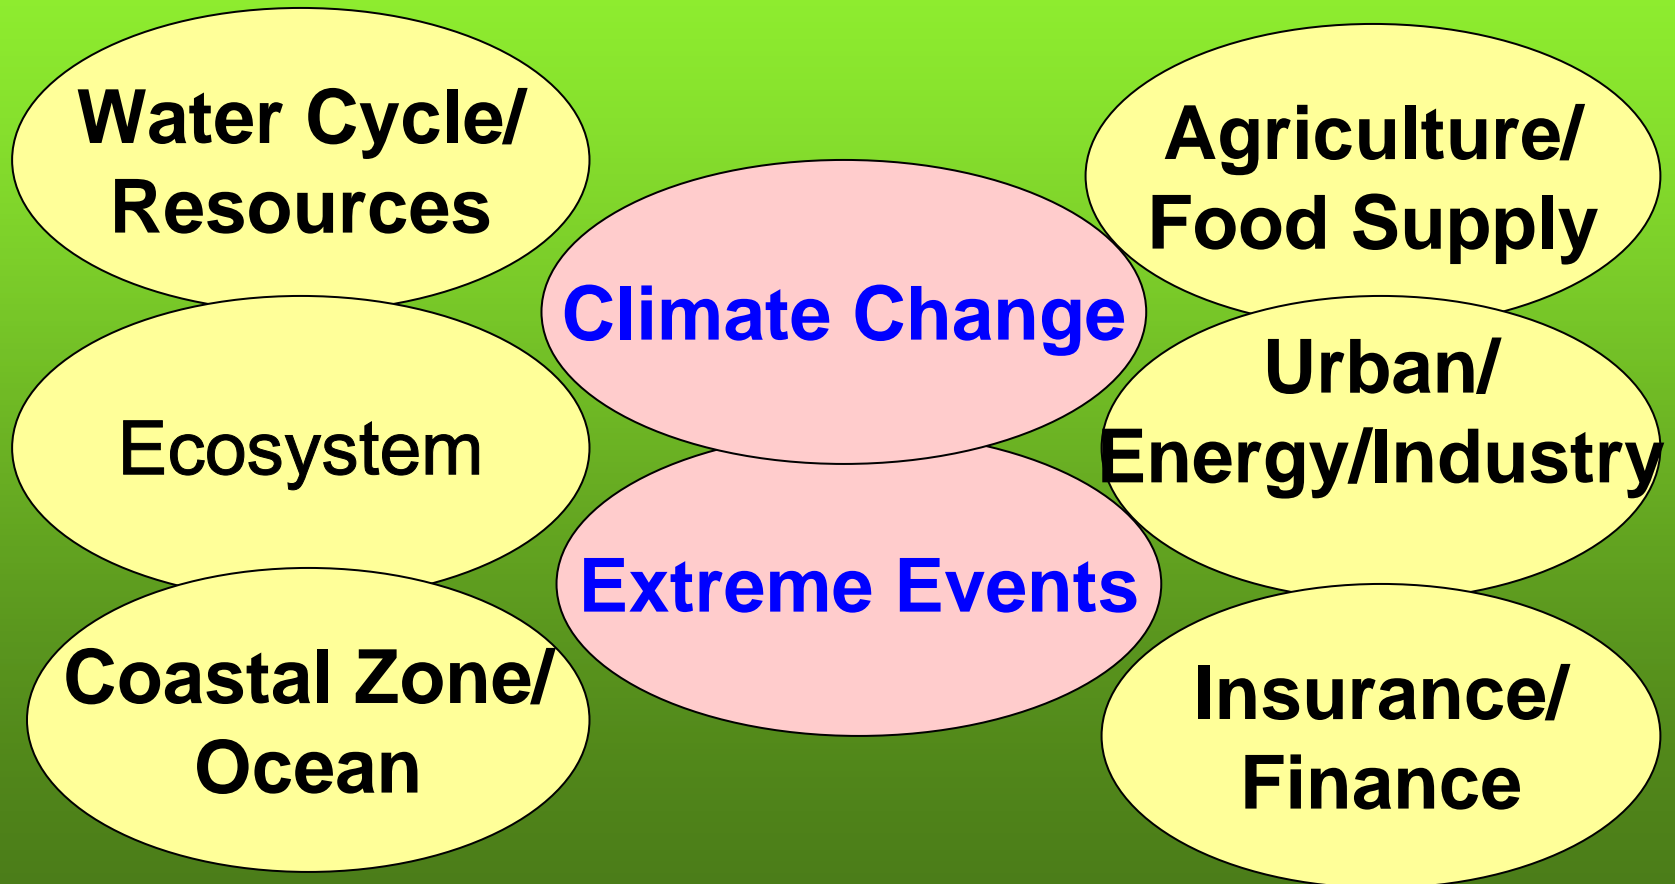 Water Cycle/
Resources
Ecosystem
Coastal Zone/
Ocean
Climate Change
Extreme Events
Agriculture/
Food Supply
Urban/
Energy/Industry
Insurance/
Finance